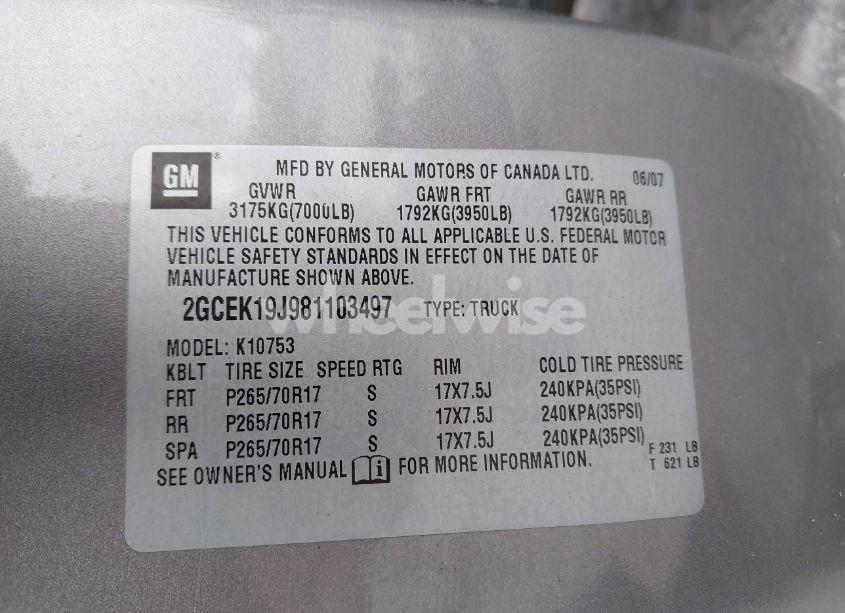 GM ® MFD BY GENERAL MOTORS OF CANADA LTD. 06/07
GVWR GAWR FRT GAWR RR
3175KG(7000LB) 1792KG(3950LB) 1792KG(3950LB)
THIS VEHICLE CONFORMS TO ALL APPLICABLE U.S. FEDERAL MOTOR
VEHICLE SAFETY STANDARDS IN EFFECT ON THE DATE OF
MANUFACTURE SHOWN ABOVE.
2GCEK19J981103497 TYPE: TRUCK
wheelwise
MODEL: K10753
KBLT TIRE SIZE SPEED RTG RIM COLD TIRE PRESSURE
FRT P265/70R17 S 17X7.5J 240KPA(35PSI)
RR P265/70R17 S 17X7.5J 240KPA(35PSI)
SPA P265/70R17 S 17X7.5J 240KPA(35PSI)
F 231 LB
T 621 LB
SEE OWNER'S MANUAL i FOR MORE INFORMATION.